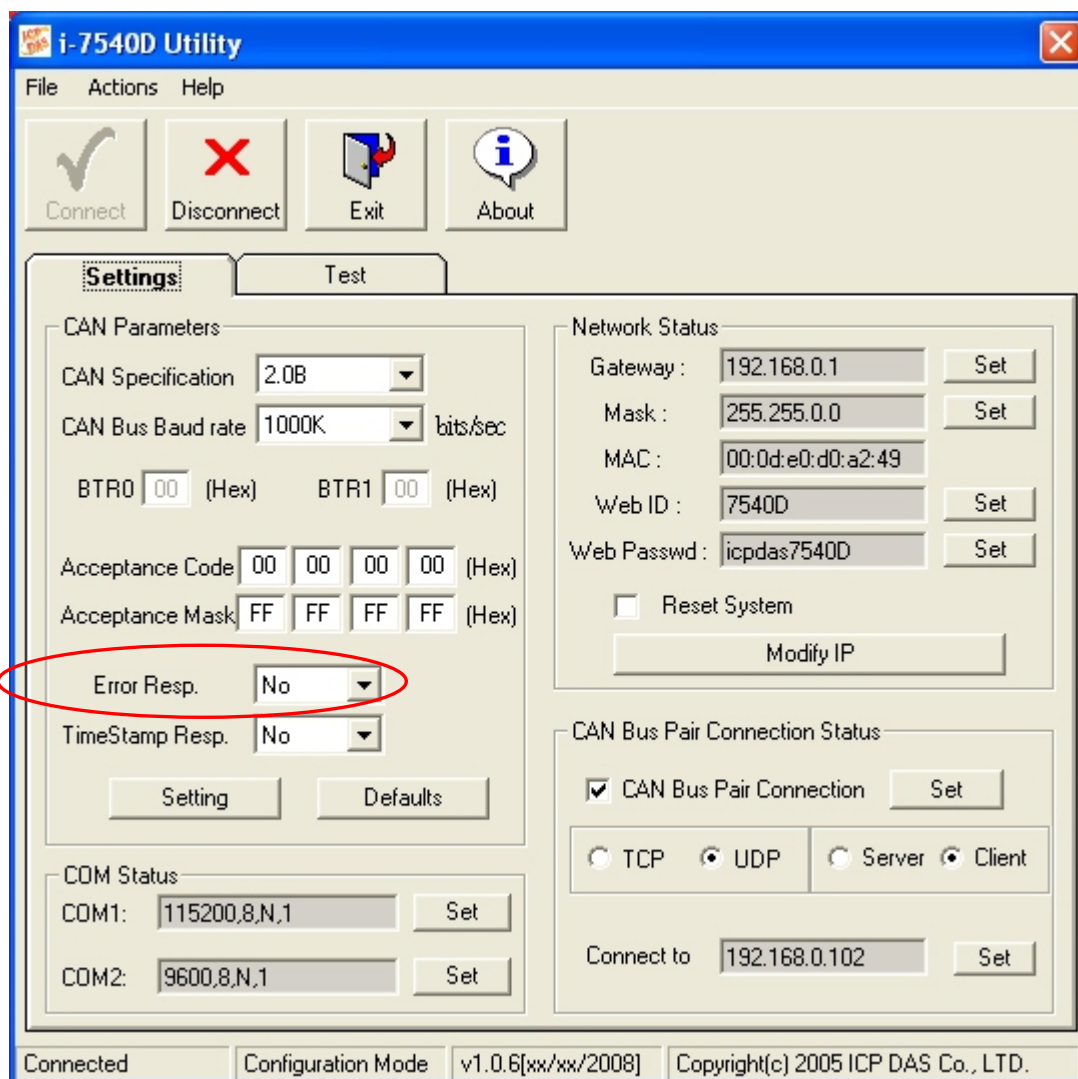 i-7540D Utility
File Actions Help
Connect Disconnect Exit About
Settings Test
CAN Parameters
CAN Specification 2.0B
CAN Bus Baud rate 1000K bits/sec
BTR0 00 (Hex) BTR1 00 (Hex)
Acceptance Code 00 00 00 00 (Hex)
Acceptance Mask FF FF FF FF (Hex)
Error Resp. No
TimeStamp Resp. No
Setting Defaults
COM Status
COM1: 115200,8,N,1 Set
COM2: 9600,8,N,1 Set
Network Status
Gateway : 192.168.0.1 Set
Mask : 255.255.0.0 Set
MAC : 00:0d:e0:d0:a2:49
Web ID : 7540D Set
Web Passwd : icpdas7540D Set
Reset System
Modify IP
CAN Bus Pair Connection Status
CAN Bus Pair Connection Set
TCP UDP Server Client
Connect to 192.168.0.102 Set
Connected Configuration Mode v1.0.6[xx/xx/2008] Copyright(c) 2005 ICP DAS Co., LTD.